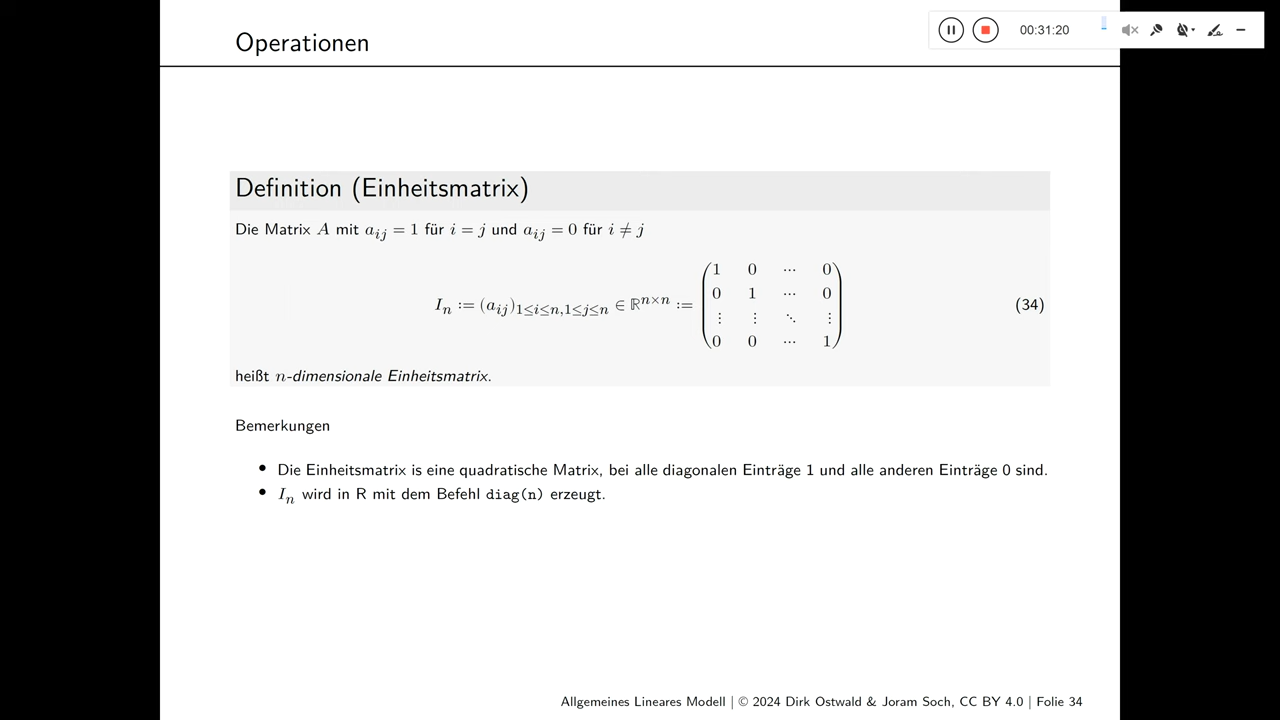 Operationen
00:31:20
Definition (Einheitsmatrix)
Die Matrix A mit a_{ij} = 1 für i = j und a_{ij} = 0 für i ≠ j
I_n := (a_{ij})_{1≤i≤n,1≤j≤n} ∈ ℝ^{n×n} := ( 1 0 ⋯ 0
0 1 ⋯ 0
⋮ ⋮ ⋱ ⋮
0 0 ⋯ 1 ) (34)
heißt n-dimensionale Einheitsmatrix.
Bemerkungen
• Die Einheitsmatrix is eine quadratische Matrix, bei alle diagonalen Einträge 1 und alle anderen Einträge 0 sind.
• I_n wird in R mit dem Befehl diag(n) erzeugt.
Allgemeines Lineares Modell | © 2024 Dirk Ostwald & Joram Soch, CC BY 4.0 | Folie 34